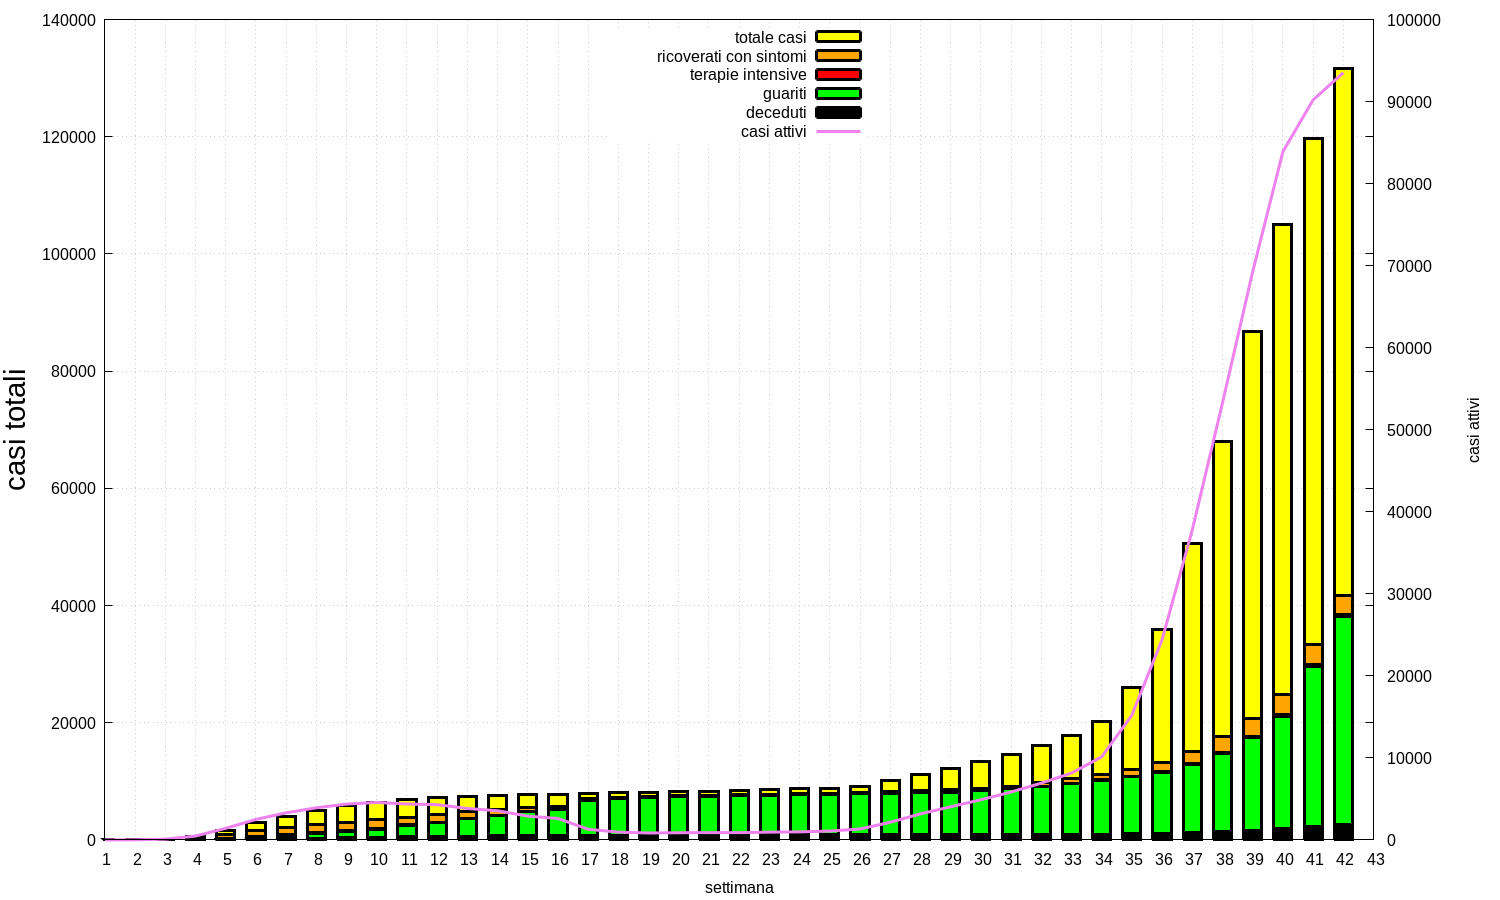 totale casi
ricoverati con sintomi
terapie intensive
guariti
deceduti
casi attivi
casi totali
140000
120000
100000
80000
60000
40000
20000
0
100000
90000
80000
70000
60000
50000
40000
30000
20000
10000
0
casi attivi
1 2 3 4 5 6 7 8 9 10 11 12 13 14 15 16 17 18 19 20 21 22 23 24 25 26 27 28 29 30 31 32 33 34 35 36 37 38 39 40 41 42 43
settimana